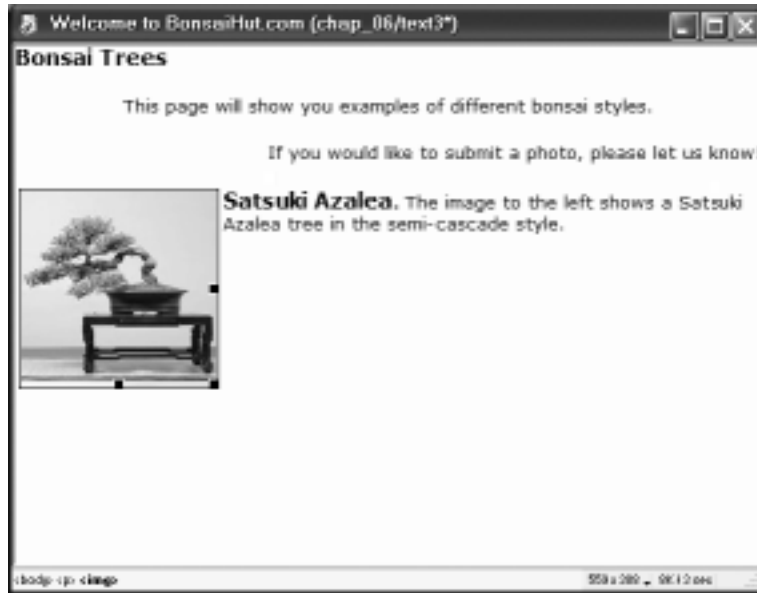 Welcome to BonsaiHut.com (chap_06/text3*)
Bonsai Trees
This page will show you examples of different bonsai styles.
If you would like to submit a photo, please let us know!
Satsuki Azalea. The image to the left shows a Satsuki
Azalea tree in the semi-cascade style.
<body> <p> <img>